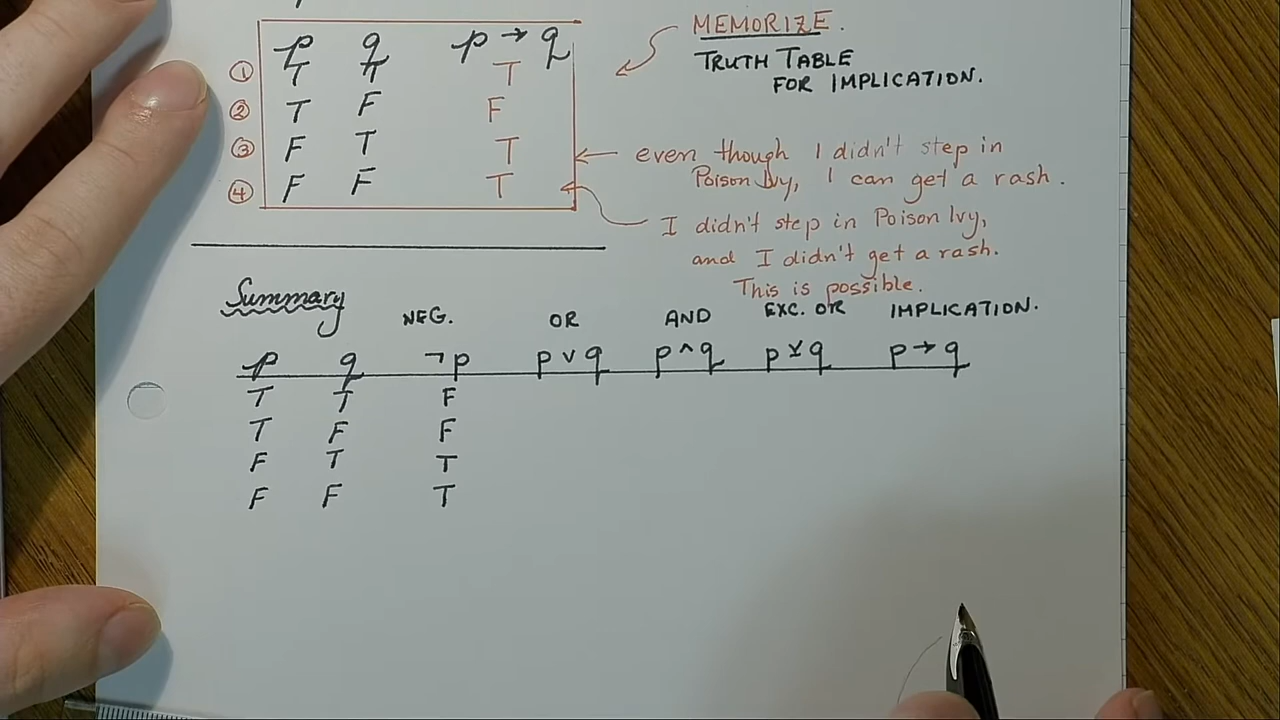 p q p → q
① T T T
② T F F
③ F T T
④ F F T
MEMORIZE.
TRUTH TABLE
FOR IMPLICATION.
even though I didn't step in
Poison Ivy, I can get a rash.
I didn't step in Poison Ivy,
and I didn't get a rash.
This is possible.
Summary
NEG. OR AND EXC. OR IMPLICATION.
p q ¬p p ∨ q p ∧ q p ⊻ q p → q
T T F
T F F
F T T
F F T